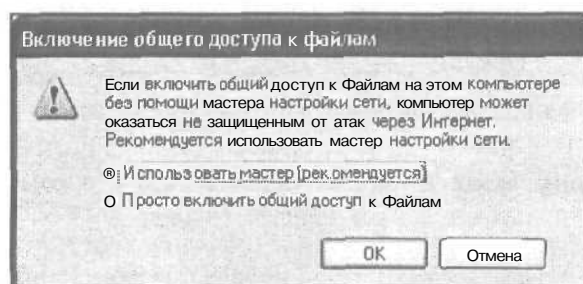 Включение общего доступа к файлам
Если включить общий доступ к Файлам на этом компьютере
без помощи мастера настройки сети, компьютер может
оказаться не защищенным от атак через Интернет.
Рекомендуется использовать мастер настройки сети.
® Использовать мастер [рек.омендуется]
О Просто включить общий доступ к Файлам
OK
Отмена